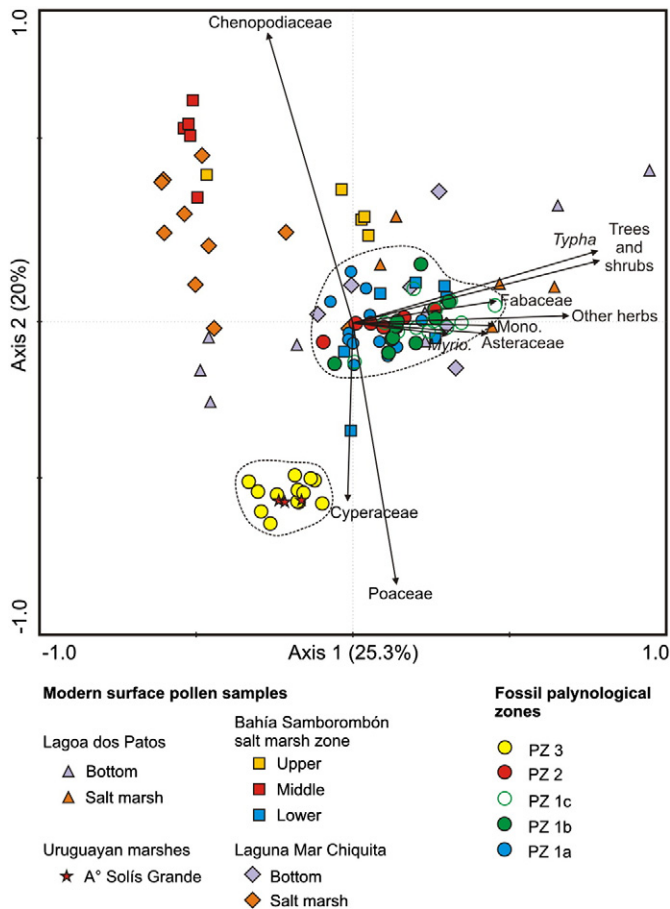 1.0
Chenopodiaceae
Typha
Trees
and
shrubs
Fabaceae
Other herbs
Mono.
Myrio.
Asteraceae
Axis 2 (20%)
Cyperaceae
Poaceae
-1.0
-1.0
Axis 1 (25.3%)
1.0
Modern surface pollen samples
Lagoa dos Patos
Bottom
Salt marsh
Uruguayan marshes
A° Solís Grande
Bahía Samborombón
salt marsh zone
Upper
Middle
Lower
Laguna Mar Chiquita
Bottom
Salt marsh
Fossil palynological
zones
PZ 3
PZ 2
PZ 1c
PZ 1b
PZ 1a